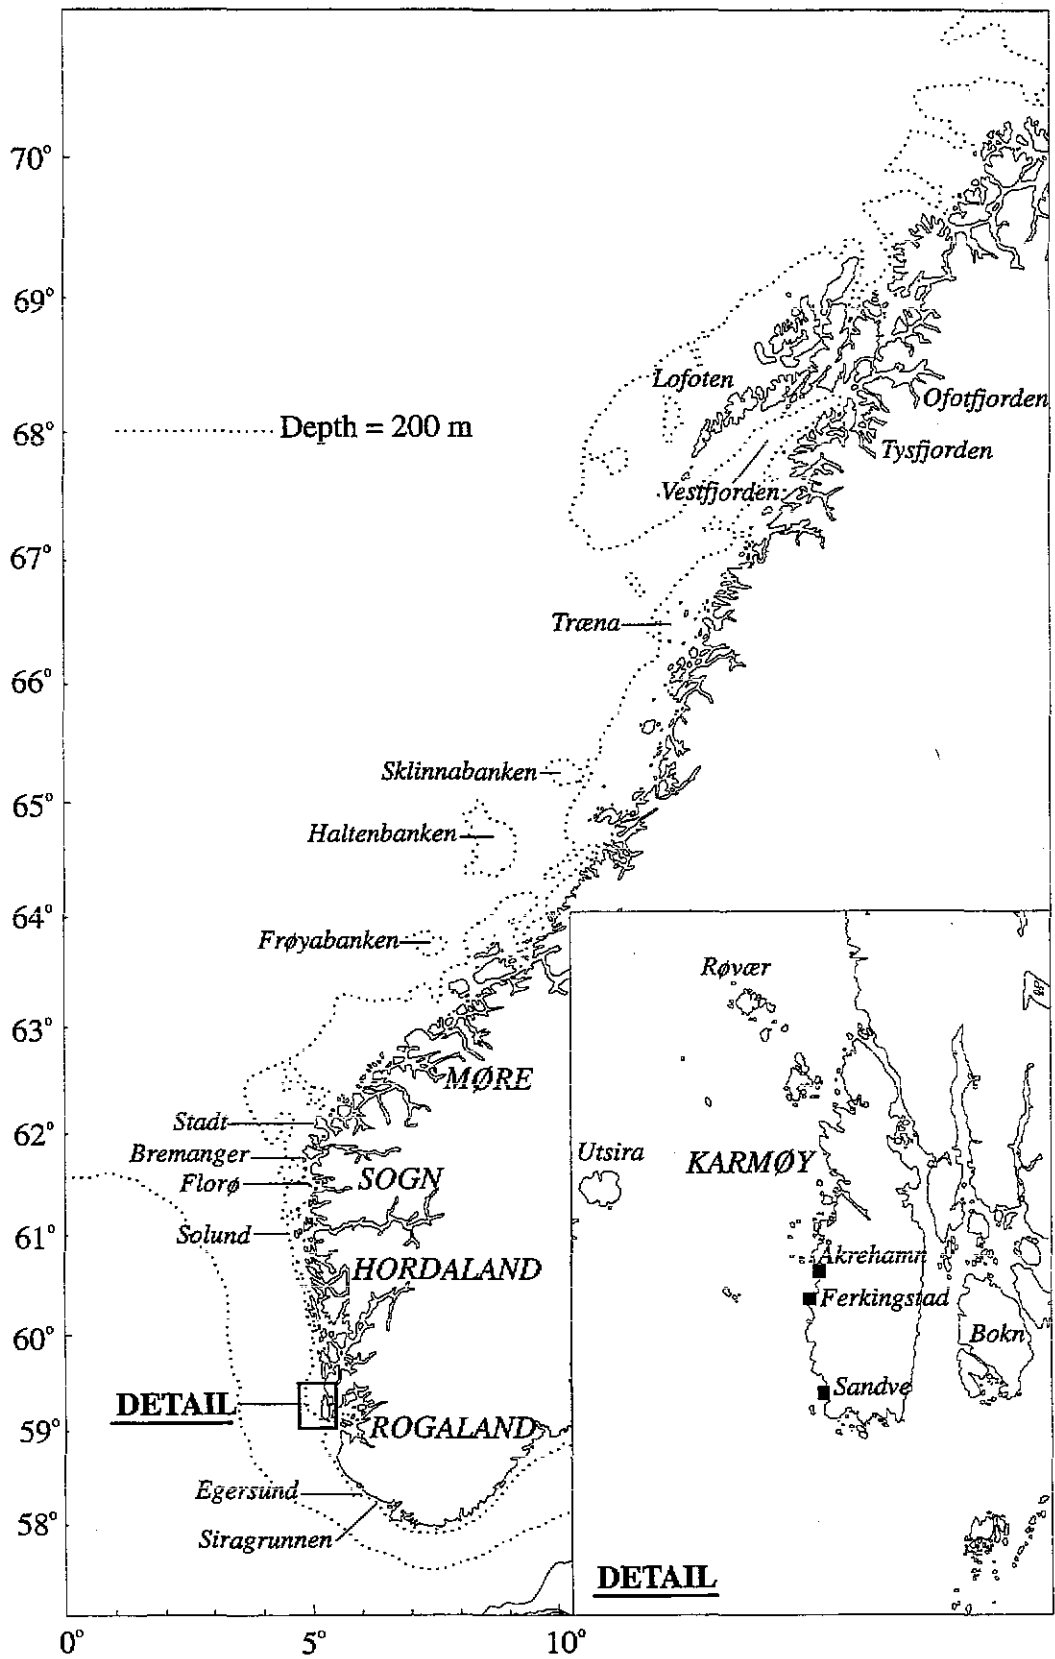 70°
69°
Lofoten
Ofotfjorden
Depth = 200 m
68°
Tysfjorden
Vestfjorden
67°
Træna
66°
Sklinnabanken
65°
Haltenbanken
64°
Frøyabanken
Røvær
63°
MØRE
Stadt
62°
Bremanger
Utsira
KARMØY
SOGN
Florø
Solund
61°
Åkrehamn
HORDALAND
Ferkingstad
60°
Bokn
Sandve
DETAIL
ROGALAND
59°
Egersund
58°
Siragrunnen
DETAIL
0°
5°
10°